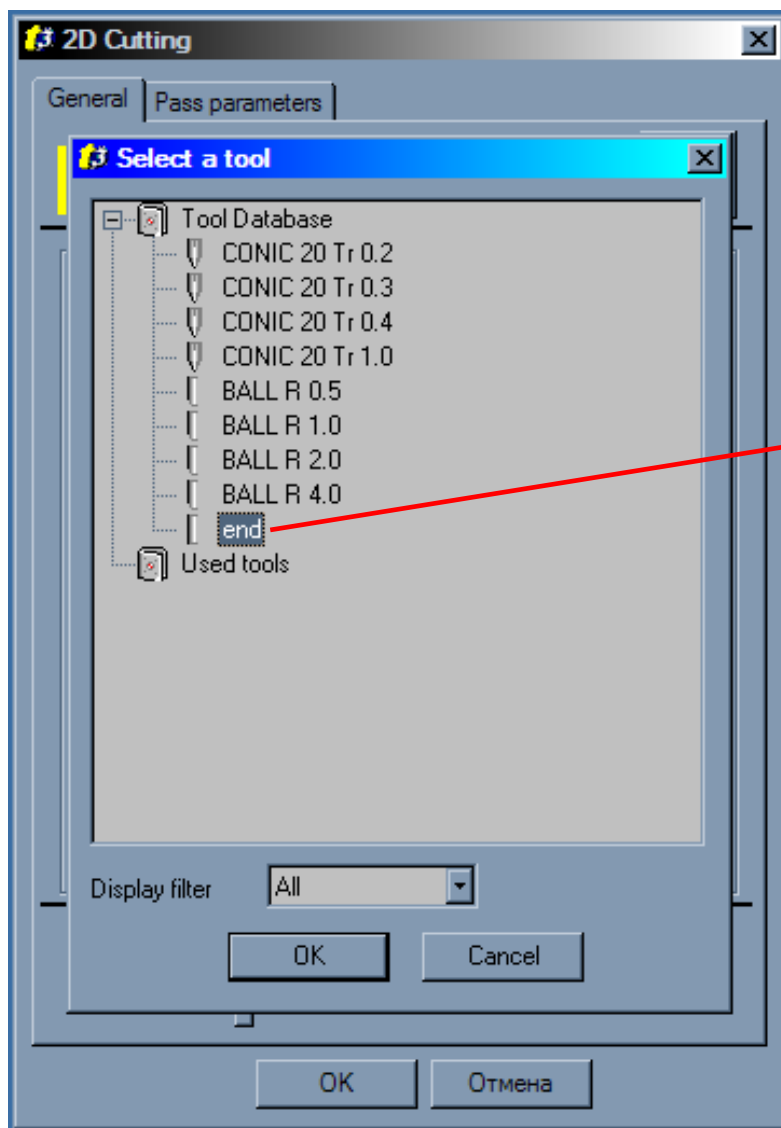 2D Cutting
General Pass parameters
Select a tool
Tool Database
CONIC 20 Tr 0.2
CONIC 20 Tr 0.3
CONIC 20 Tr 0.4
CONIC 20 Tr 1.0
BALL R 0.5
BALL R 1.0
BALL R 2.0
BALL R 4.0
end
Used tools
Display filter All
OK Cancel
OK Отмена